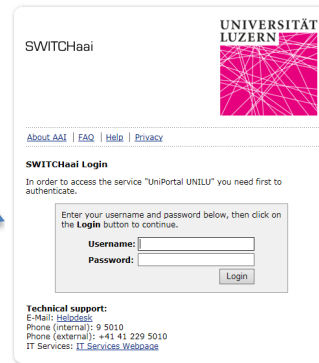 UNIVERSITÄT
LUZERN
SWITCHaai
About AAI | FAQ | Help | Privacy
SWITCHaai Login
In order to access the service "UniPortal UNILU" you need first to
authenticate.
Enter your username and password below, then click on
the Login button to continue.
Username:
Password:
Login
Technical support:
E-Mail: Helpdesk
Phone (internal): 9 5010
Phone (external): +41 41 229 5010
IT Services: IT Services Webpage